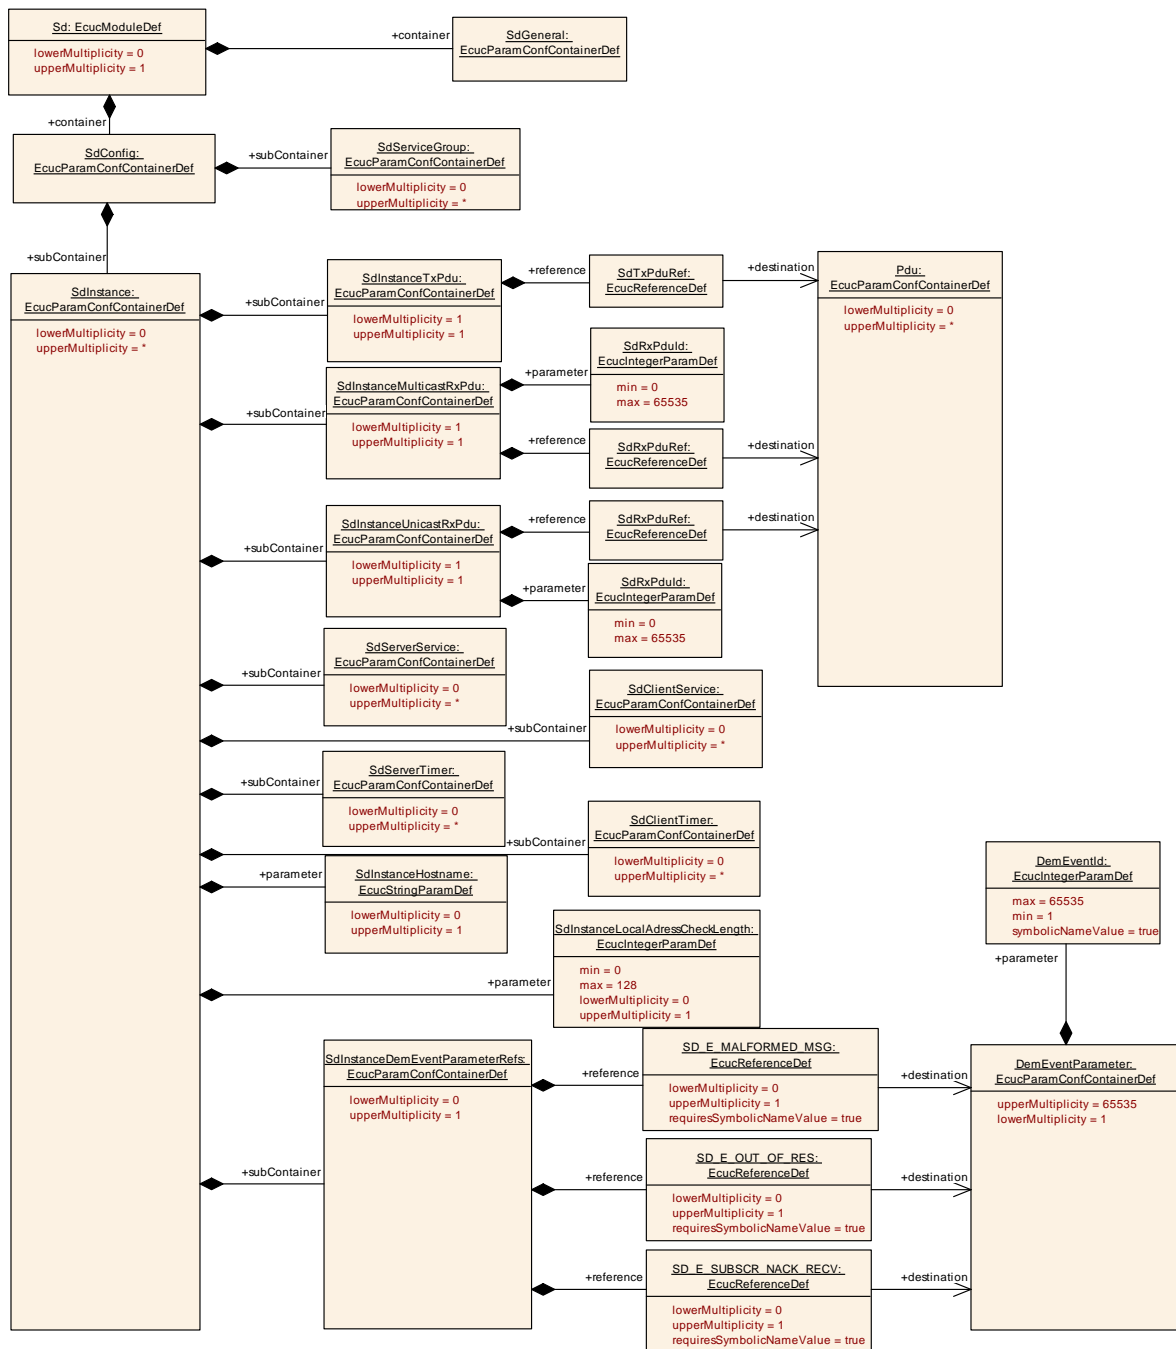 Sd: EcucModuleDef
lowerMultiplicity = 0
upperMultiplicity = 1
+container
SdGeneral:
EcucParamConfContainerDef
+container
SdConfig:
EcucParamConfContainerDef
+subContainer
SdServiceGroup:
EcucParamConfContainerDef
lowerMultiplicity = 0
upperMultiplicity = *
+subContainer
SdInstance:
EcucParamConfContainerDef
lowerMultiplicity = 0
upperMultiplicity = *
+subContainer
SdInstanceTxPdu:
EcucParamConfContainerDef
lowerMultiplicity = 1
upperMultiplicity = 1
+reference
SdTxPduRef:
EcucReferenceDef
+destination
Pdu:
EcucParamConfContainerDef
lowerMultiplicity = 0
upperMultiplicity = *
+subContainer
SdInstanceMulticastRxPdu:
EcucParamConfContainerDef
lowerMultiplicity = 1
upperMultiplicity = 1
+parameter
SdRxPduId:
EcucIntegerParamDef
min = 0
max = 65535
+reference
SdRxPduRef:
EcucReferenceDef
+destination
+subContainer
SdInstanceUnicastRxPdu:
EcucParamConfContainerDef
lowerMultiplicity = 1
upperMultiplicity = 1
+reference
SdRxPduRef:
EcucReferenceDef
+destination
+parameter
SdRxPduId:
EcucIntegerParamDef
min = 0
max = 65535
+subContainer
SdServerService:
EcucParamConfContainerDef
lowerMultiplicity = 0
upperMultiplicity = *
+subContainer
SdClientService:
EcucParamConfContainerDef
lowerMultiplicity = 0
upperMultiplicity = *
+subContainer
SdServerTimer:
EcucParamConfContainerDef
lowerMultiplicity = 0
upperMultiplicity = *
+subContainer
SdClientTimer:
EcucParamConfContainerDef
lowerMultiplicity = 0
upperMultiplicity = *
+parameter
SdInstanceHostname:
EcucStringParamDef
lowerMultiplicity = 0
upperMultiplicity = 1
+parameter
SdInstanceLocalAdressCheckLength:
EcucIntegerParamDef
min = 0
max = 128
lowerMultiplicity = 0
upperMultiplicity = 1
DemEventId:
EcucIntegerParamDef
max = 65535
min = 1
symbolicNameValue = true
+parameter
+subContainer
SdInstanceDemEventParameterRefs:
EcucParamConfContainerDef
lowerMultiplicity = 0
upperMultiplicity = 1
+reference
SD_E_MALFORMED_MSG:
EcucReferenceDef
lowerMultiplicity = 0
upperMultiplicity = 1
requiresSymbolicNameValue = true
+destination
DemEventParameter:
EcucParamConfContainerDef
upperMultiplicity = 65535
lowerMultiplicity = 1
+reference
SD_E_OUT_OF_RES:
EcucReferenceDef
lowerMultiplicity = 0
upperMultiplicity = 1
requiresSymbolicNameValue = true
+destination
+reference
SD_E_SUBSCR_NACK_RECV:
EcucReferenceDef
lowerMultiplicity = 0
upperMultiplicity = 1
requiresSymbolicNameValue = true
+destination